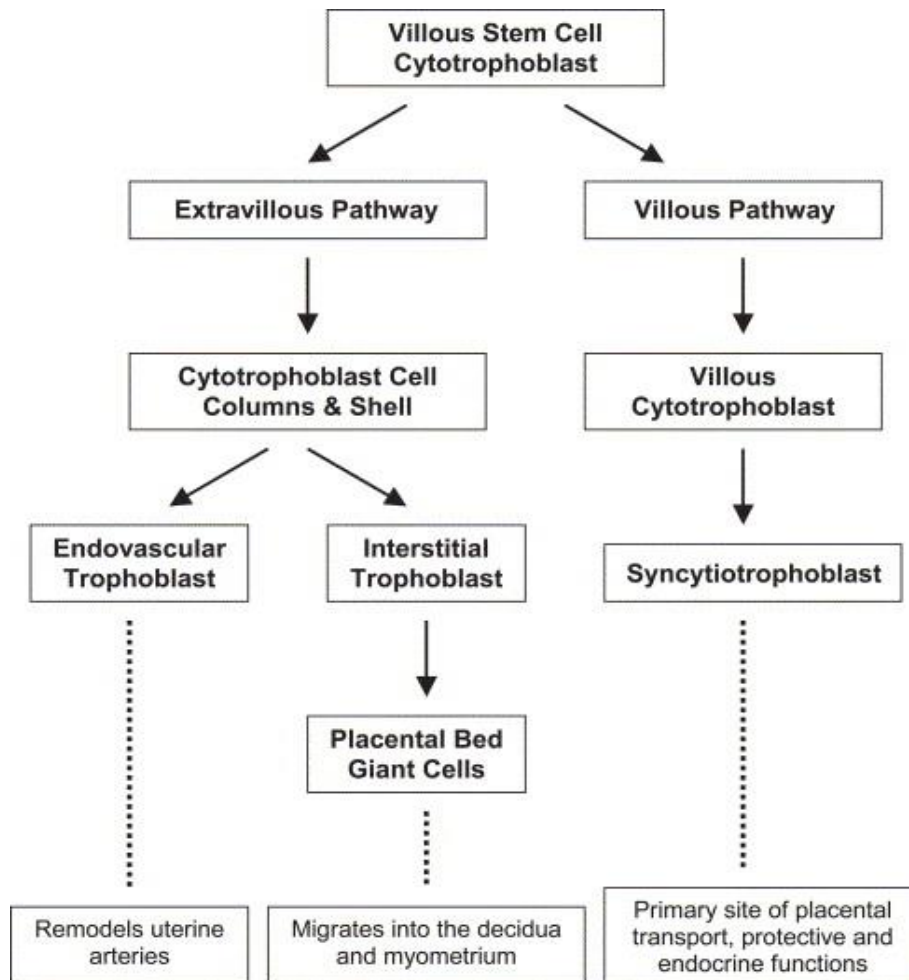 Villous Stem Cell
Cytotrophoblast
Extravillous Pathway
Villous Pathway
Cytotrophoblast Cell
Columns & Shell
Villous
Cytotrophoblast
Endovascular
Trophoblast
Interstitial
Trophoblast
Syncytiotrophoblast
Placental Bed
Giant Cells
Remodels uterine
arteries
Migrates into the decidua
and myometrium
Primary site of placental
transport, protective and
endocrine functions